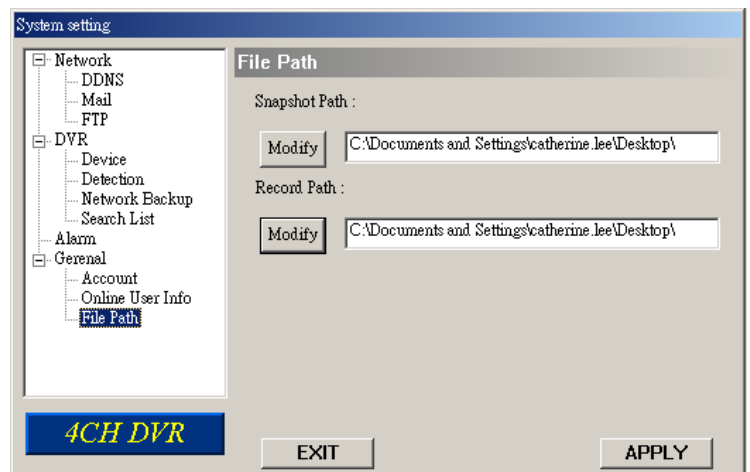 System setting
Network
DDNS
Mail
FTP
DVR
Device
Detection
Network Backup
Search List
Alarm
Gerenal
Account
Online User Info
File Path
4CH DVR
File Path
Snapshot Path :
Modify
C:\Documents and Settings\catherine.lee\Desktop\
Record Path :
Modify
C:\Documents and Settings\catherine.lee\Desktop\
EXIT
APPLY